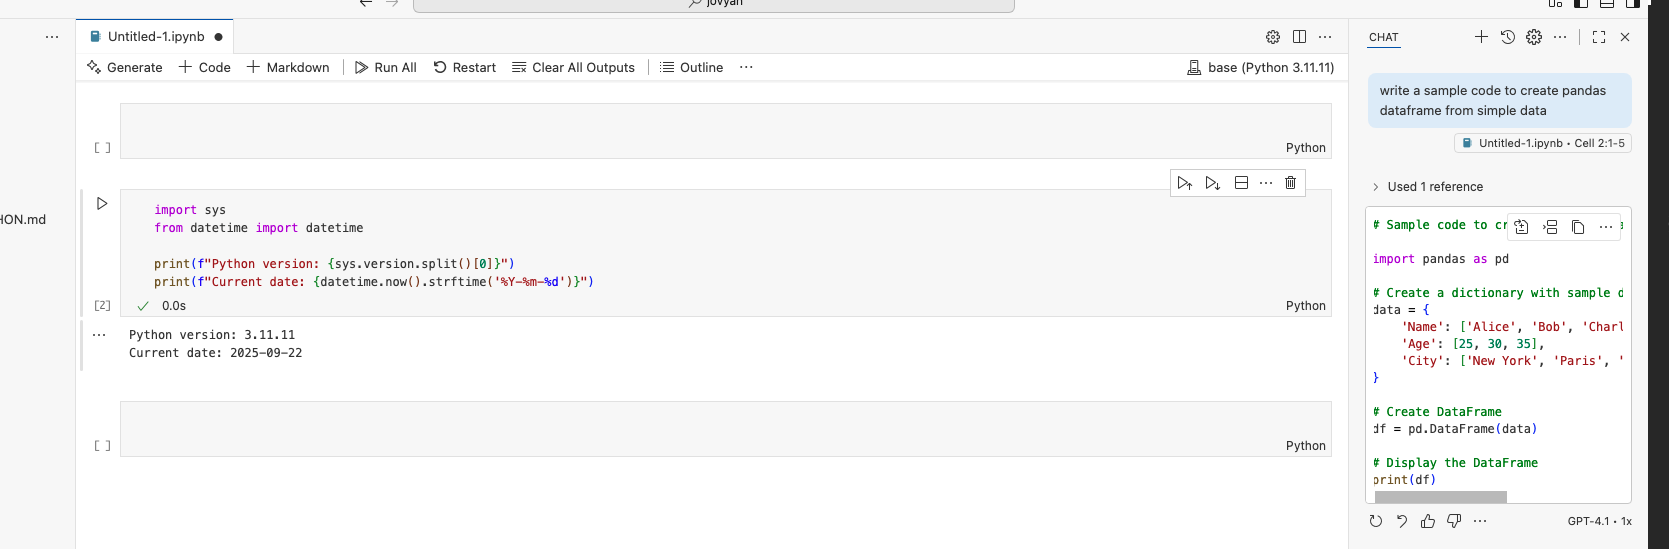 jovyan
Untitled-1.ipynb
Generate
Code
Markdown
Run All
Restart
Clear All Outputs
Outline
base (Python 3.11.11)
HON.md
[ ]
Python
import sys
from datetime import datetime
print(f"Python version: {sys.version.split()[0]}")
print(f"Current date: {datetime.now().strftime('%Y-%m-%d')}")
[2]
0.0s
Python
Python version: 3.11.11
Current date: 2025-09-22
[ ]
Python
CHAT
write a sample code to create pandas
dataframe from simple data
Untitled-1.ipynb • Cell 2:1-5
Used 1 reference
# Sample code to cr
import pandas as pd
# Create a dictionary with sample d
data = {
'Name': ['Alice', 'Bob', 'Charl
'Age': [25, 30, 35],
'City': ['New York', 'Paris', '
}
# Create DataFrame
df = pd.DataFrame(data)
# Display the DataFrame
print(df)
GPT-4.1 • 1x